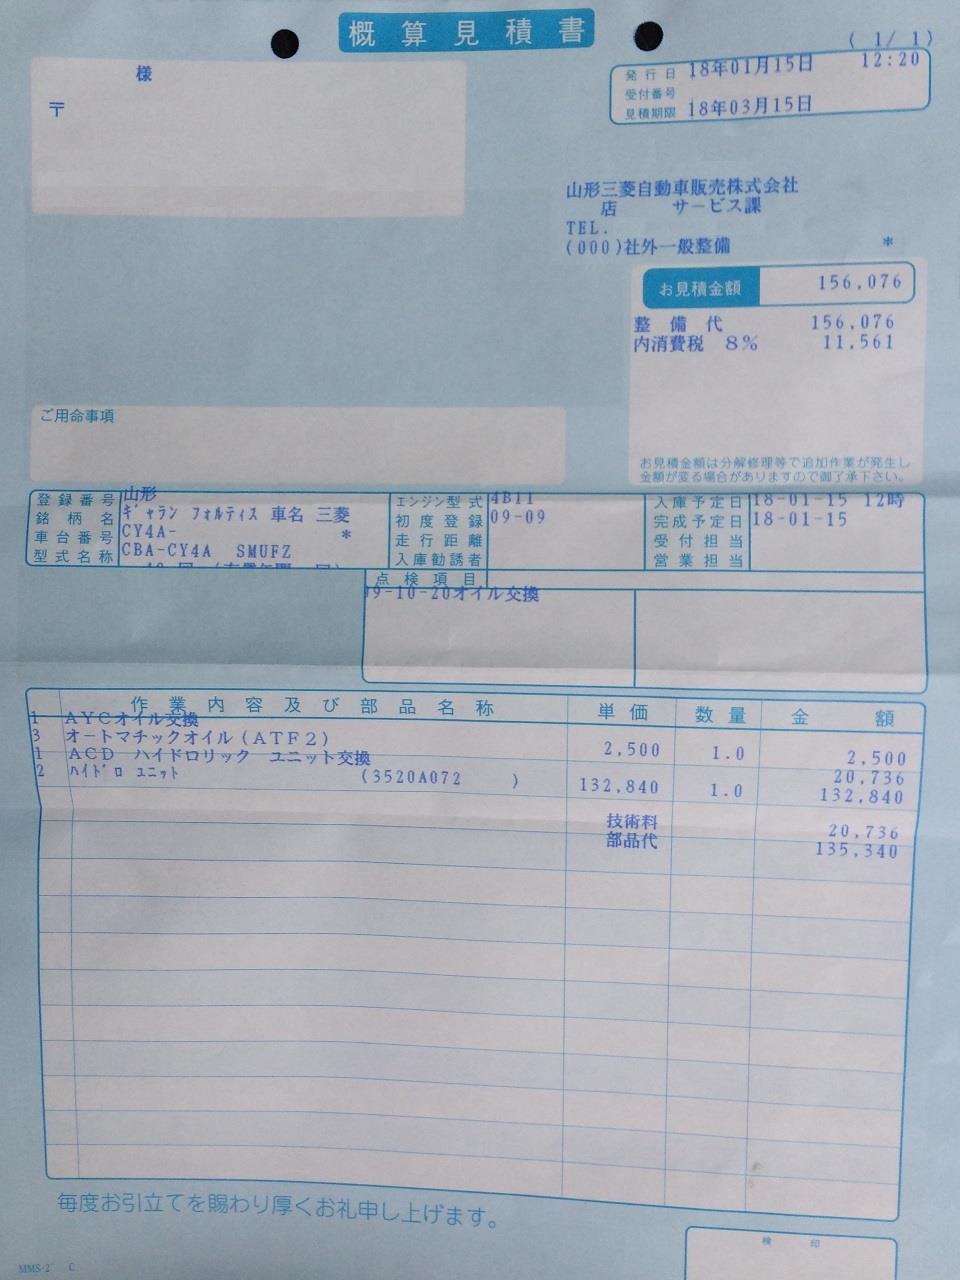 概算見積書
( 1/ 1)
発行日 18年01月15日 12:20
受付番号
見積期限 18年03月15日
様
〒
山形三菱自動車販売株式会社
店 サービス課
TEL.
(000)社外一般整備 *
お見積金額 156,076
整備代 156,076
内消費税 8% 11,561
お見積金額は分解修理等で追加作業が発生し
金額が変る場合がありますので御了承下さい。
ご用命事項
登録番号 山形
銘柄名 ギャラン フォルティス 車名 三菱
車台番号 CY4A- *
型式名称 CBA-CY4A SMUFZ
エンジン型式 4B11
初度登録 09-09
走行距離
入庫勧誘者
入庫予定日 18-01-15 12時
完成予定日 18-01-15
受付担当
営業担当
点検項目
09-10-20オイル交換
作業内容及び部品名称 単価 数量 金額
1 AYCオイル交換
3 オートマチックオイル(ATF2) 2,500 1.0 2,500
1 ACD ハイドロリック ユニット交換 20,736
2 ハイドロ ユニット (3520A072 ) 132,840 1.0 132,840
技術料 20,736
部品代 135,340
毎度お引立てを賜わり厚くお礼申し上げます。
検印
MMS-2 C